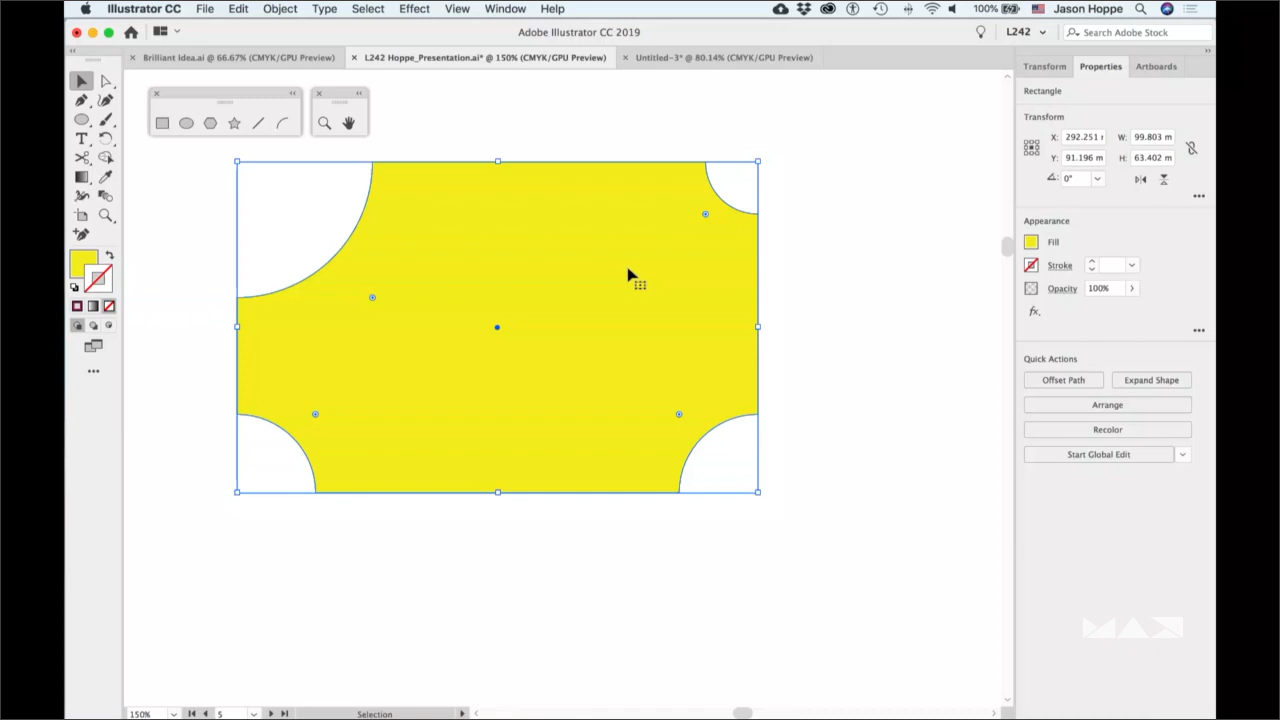 Illustrator CC File Edit Object Type Select Effect View Window Help 100% Jason Hoppe
Adobe Illustrator CC 2019 L242 Search Adobe Stock
Brilliant Idea.ai @ 66.67% (CMYK/GPU Preview) L242 Hoppe_Presentation.ai* @ 150% (CMYK/GPU Preview) Untitled-3* @ 80.14% (CMYK/GPU Preview)
Transform Properties Artboards
Rectangle
Transform
X: 292.251 W: 99.803 m
Y: 91.196 m H: 63.402 m
0°
Appearance
Fill
Stroke
Opacity 100%
fx.
Quick Actions
Offset Path Expand Shape
Arrange
Recolor
Start Global Edit
MAX
150% 5 Selection